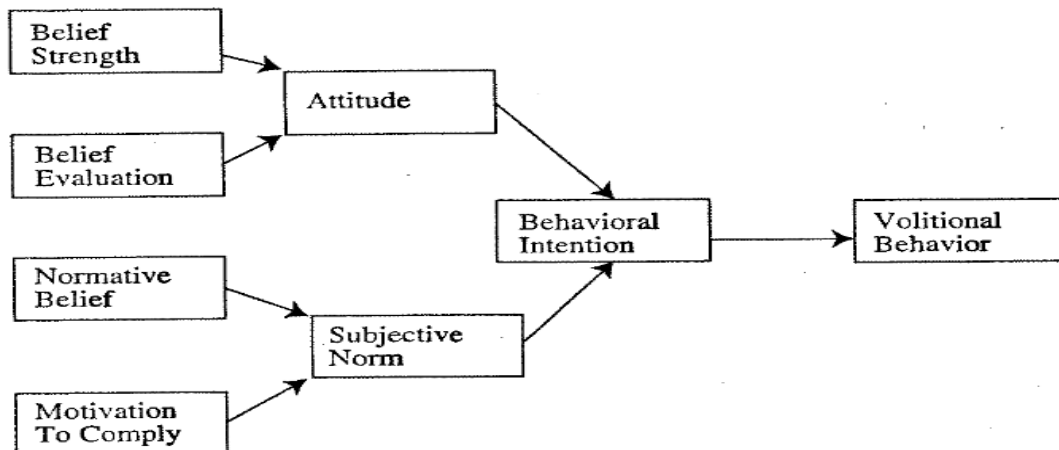 Belief
Strength
Attitude
Belief
Evaluation
Behavioral
Intention
Volitional
Behavior
Normative
Belief
Subjective
Norm
Motivation
To Comply